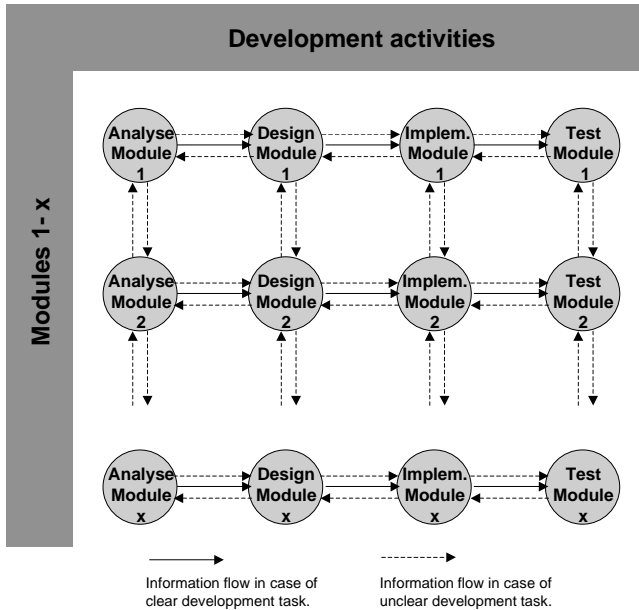 Development activities
Modules 1- x
Analyse
Module
1
Design
Module
1
Implem.
Module
1
Test
Module
1
Analyse
Module
2
Design
Module
2
Implem.
Module
2
Test
Module
2
Analyse
Module
x
Design
Module
x
Implem.
Module
x
Test
Module
x
Information flow in case of
clear developpment task.
Information flow in case of
unclear development task.